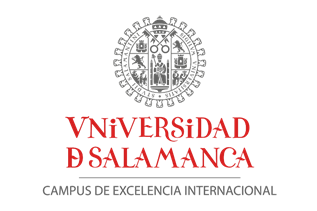 VNiVERSiDAD
D SALAMANCA
CAMPUS DE EXCELENCIA INTERNACIONAL